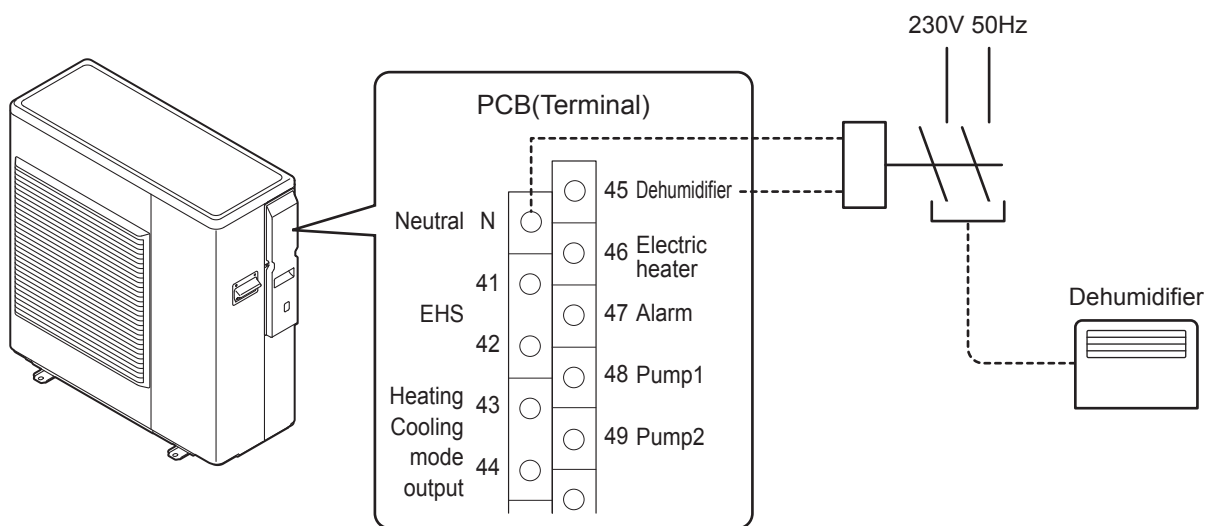 230V 50Hz
PCB(Terminal)
Neutral N
41
EHS
42
Heating
Cooling
mode
output
43
44
45 Dehumidifier
46 Electric
heater
47 Alarm
48 Pump1
49 Pump2
Dehumidifier